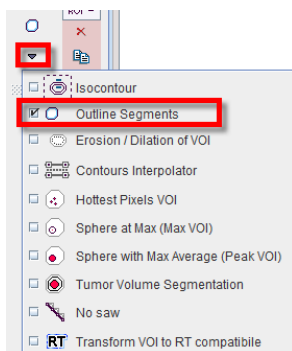 ROI =
Isocontour
Outline Segments
Erosion / Dilation of VOI
Contours Interpolator
Hottest Pixels VOI
Sphere at Max (Max VOI)
Sphere with Max Average (Peak VOI)
Tumor Volume Segmentation
No saw
RT Transform VOI to RT compatibile